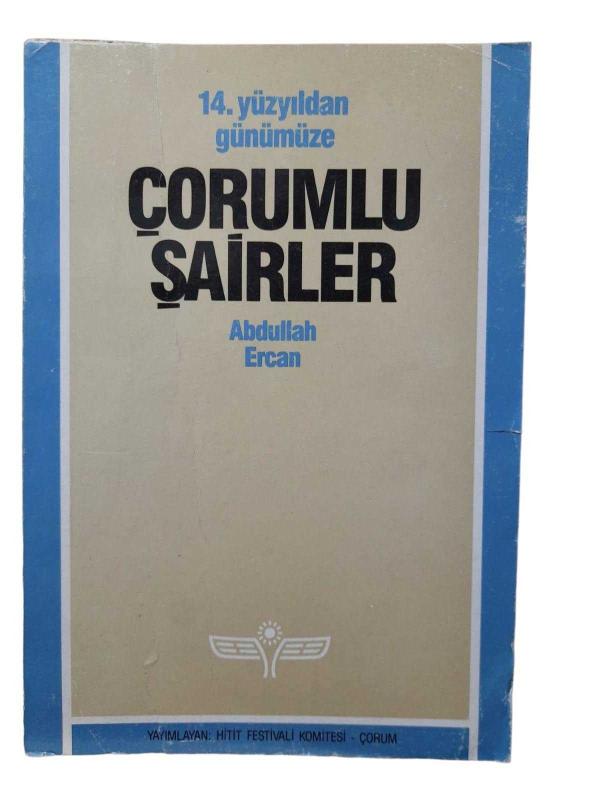 14. yüzyıldan
günümüze
ÇORUMLU
ŞAİRLER
Abdullah
Ercan
YAYIMLAYAN: HİTİT FESTİVALİ KOMİTESİ - ÇORUM